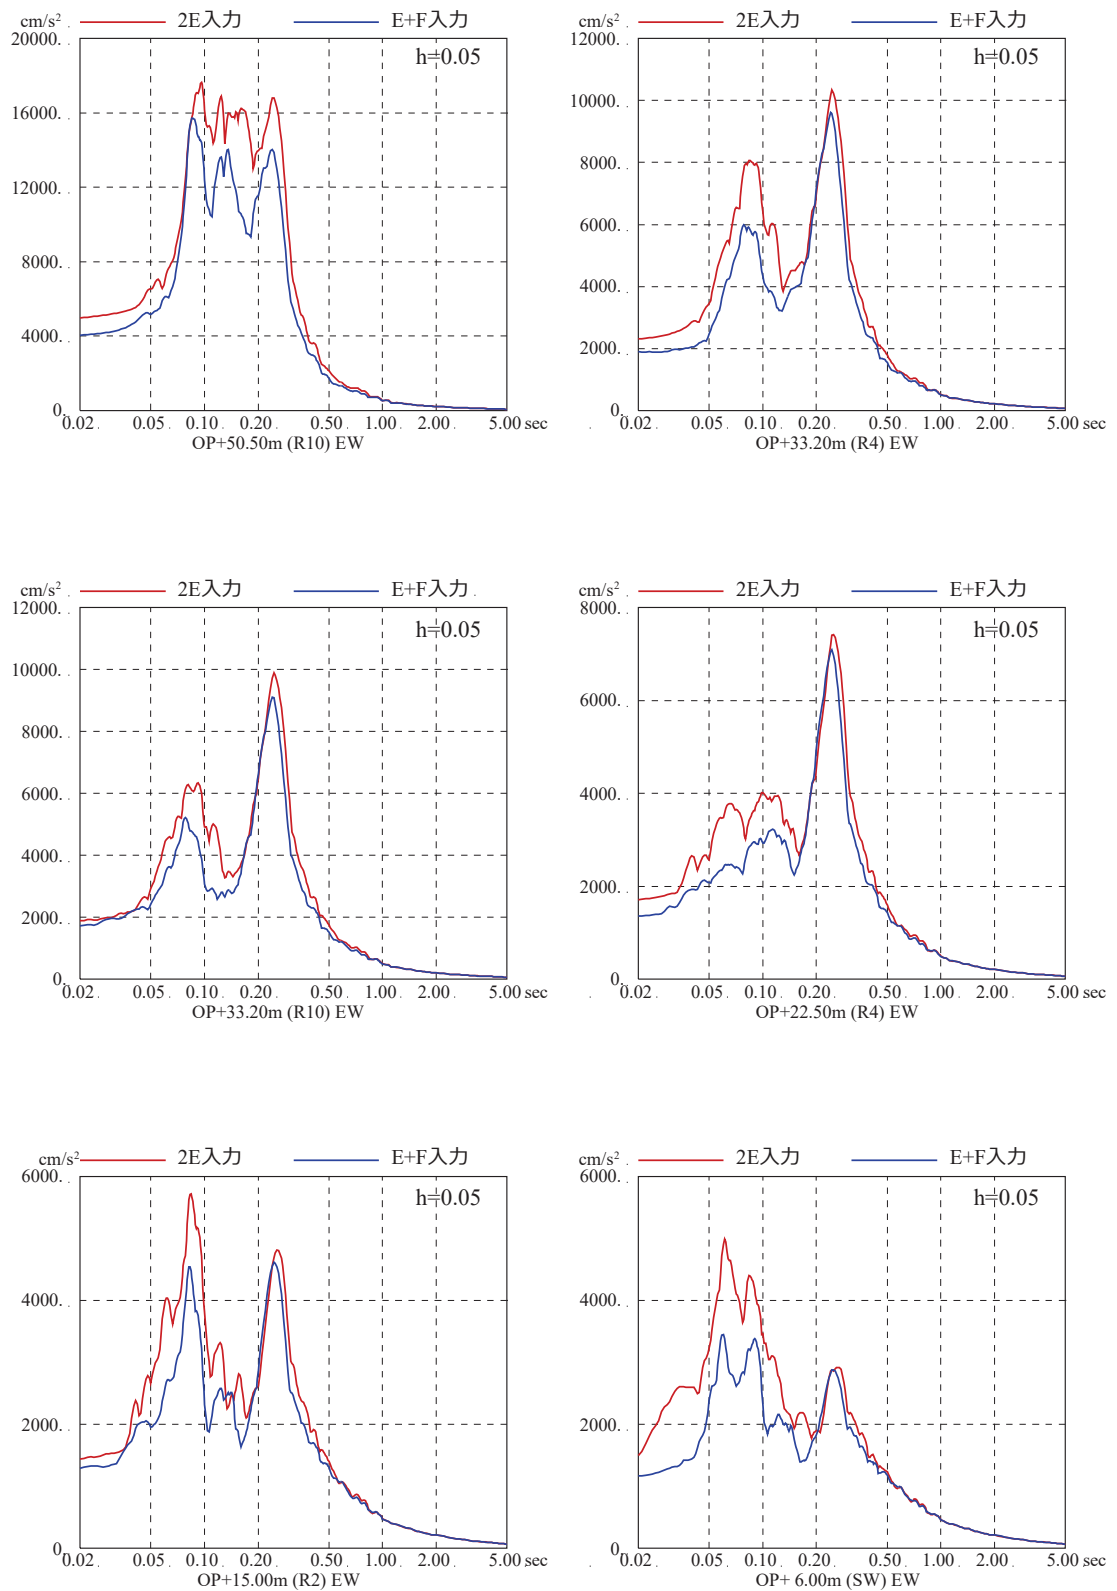 cm/s² 2E入力 E+F入力
20000.
h=0.05
16000.
12000.
8000.
4000.
0.
0.02 0.05 0.10 0.20 0.50 1.00 2.00 5.00 sec
OP+50.50m (R10) EW
cm/s² 2E入力 E+F入力
12000.
h=0.05
10000.
8000.
6000.
4000.
2000.
0.
0.02 0.05 0.10 0.20 0.50 1.00 2.00 5.00 sec
OP+33.20m (R4) EW
cm/s² 2E入力 E+F入力
12000.
h=0.05
10000.
8000.
6000.
4000.
2000.
0.
0.02 0.05 0.10 0.20 0.50 1.00 2.00 5.00 sec
OP+33.20m (R10) EW
cm/s² 2E入力 E+F入力
8000.
h=0.05
6000.
4000.
2000.
0.
0.02 0.05 0.10 0.20 0.50 1.00 2.00 5.00 sec
OP+22.50m (R4) EW
cm/s² 2E入力 E+F入力
6000.
h=0.05
4000.
2000.
0.
0.02 0.05 0.10 0.20 0.50 1.00 2.00 5.00 sec
OP+15.00m (R2) EW
cm/s² 2E入力 E+F入力
6000.
h=0.05
4000.
2000.
0.
0.02 0.05 0.10 0.20 0.50 1.00 2.00 5.00 sec
OP+ 6.00m (SW) EW